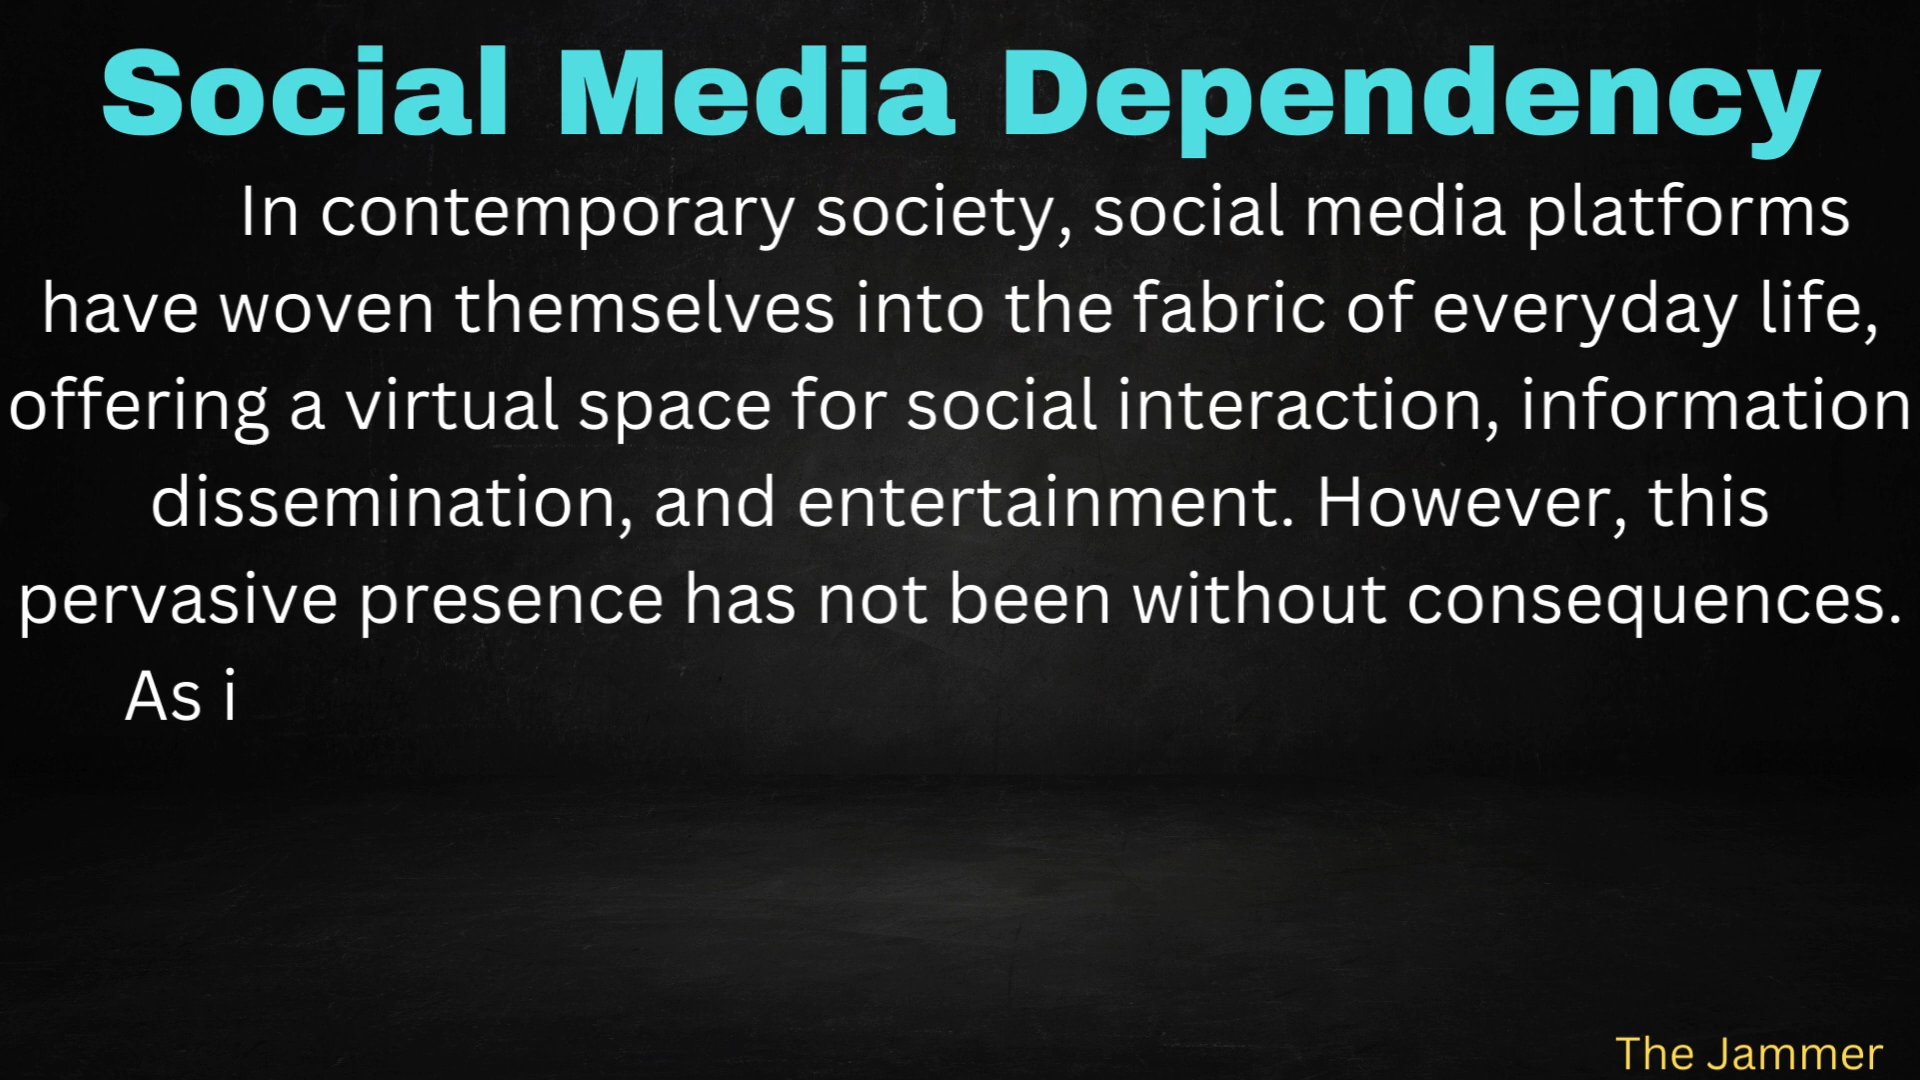 Social Media Dependency
In contemporary society, social media platforms
have woven themselves into the fabric of everyday life,
offering a virtual space for social interaction, information
dissemination, and entertainment. However, this
pervasive presence has not been without consequences.
As i
The Jammer